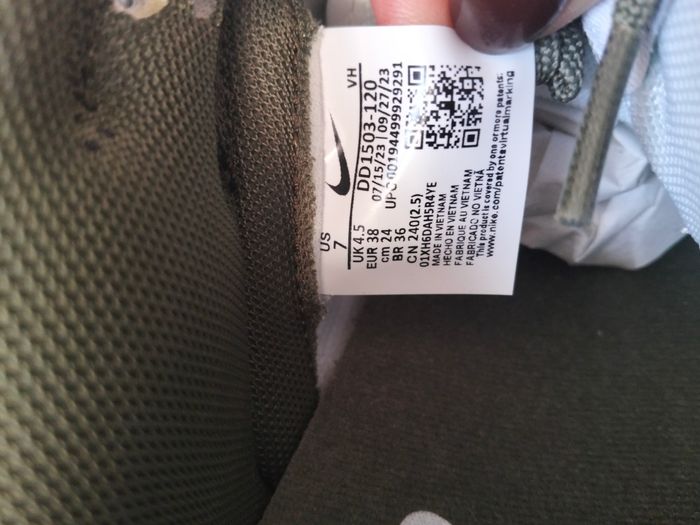 US
7
VH
UK 4.5
EUR 38
cm 24
BR 36
CN 240(2.5)
DD1503-120
07/15/23 | 09/27/23
UPC 00194499929291
01XH6DAH5R4YE
MADE IN VIETNAM
HECHO EN VIETNAM
FABRIQUE AU VIETNAM
FABRICADO NO VIETNÃ
This product is covered by one or more patents:
www.nike.com/patentsvirtualmarking